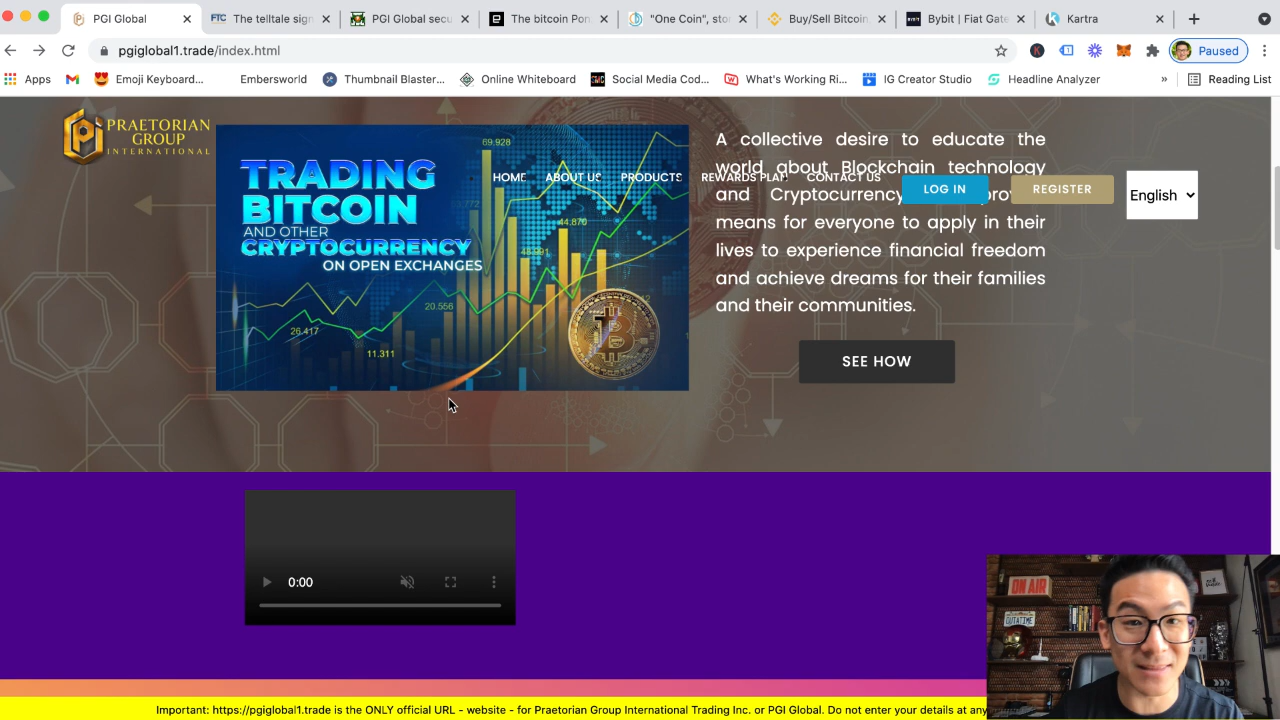 PGI Global
FTC The telltale sign
PGI Global secu
The bitcoin Pon
"One Coin", sto
Buy/Sell Bitcoin,
BYBIT Bybit | Fiat Gate
K Kartra
pgiglobal1.trade/index.html
Paused
Apps
Emoji Keyboard...
Embersworld
Thumbnail Blaster...
Online Whiteboard
Social Media Cod...
What's Working Ri...
IG Creator Studio
Headline Analyzer
»
Reading List
PRAETORIAN
GROUP
INTERNATIONAL
HOME
ABOUT US
PRODUCTS
REWARDS PLAN
CONTACT US
LOG IN
REGISTER
English
TRADING
BITCOIN
AND OTHER
CRYPTOCURRENCY
ON OPEN EXCHANGES
69.928
44.870
20.556
26.417
11.311
A collective desire to educate the
world about Blockchain technology
and Cryptocurrency
means for everyone to apply in their
lives to experience financial freedom
and achieve dreams for their families
and their communities.
SEE HOW
0:00
ON AIR
Important: https://pgiglobal1.trade is the ONLY official URL - website - for Praetorian Group International Trading Inc. or PGI Global. Do not enter your details at any